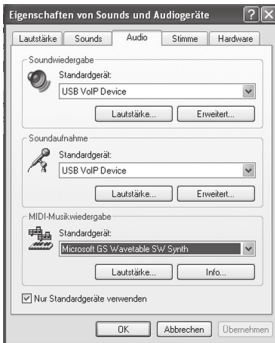 Eigenschaften von Sounds und Audiogeräte
Lautstärke Sounds Audio Stimme Hardware
Soundwiedergabe
Standardgerät:
USB VoIP Device
Lautstärke... Erweitert...
Soundaufnahme
Standardgerät:
USB VoIP Device
Lautstärke... Erweitert...
MIDI-Musikwiedergabe
Standardgerät:
Microsoft GS Wavetable SW Synth
Lautstärke... Info...
Nur Standardgeräte verwenden
OK Abbrechen Übernehmen